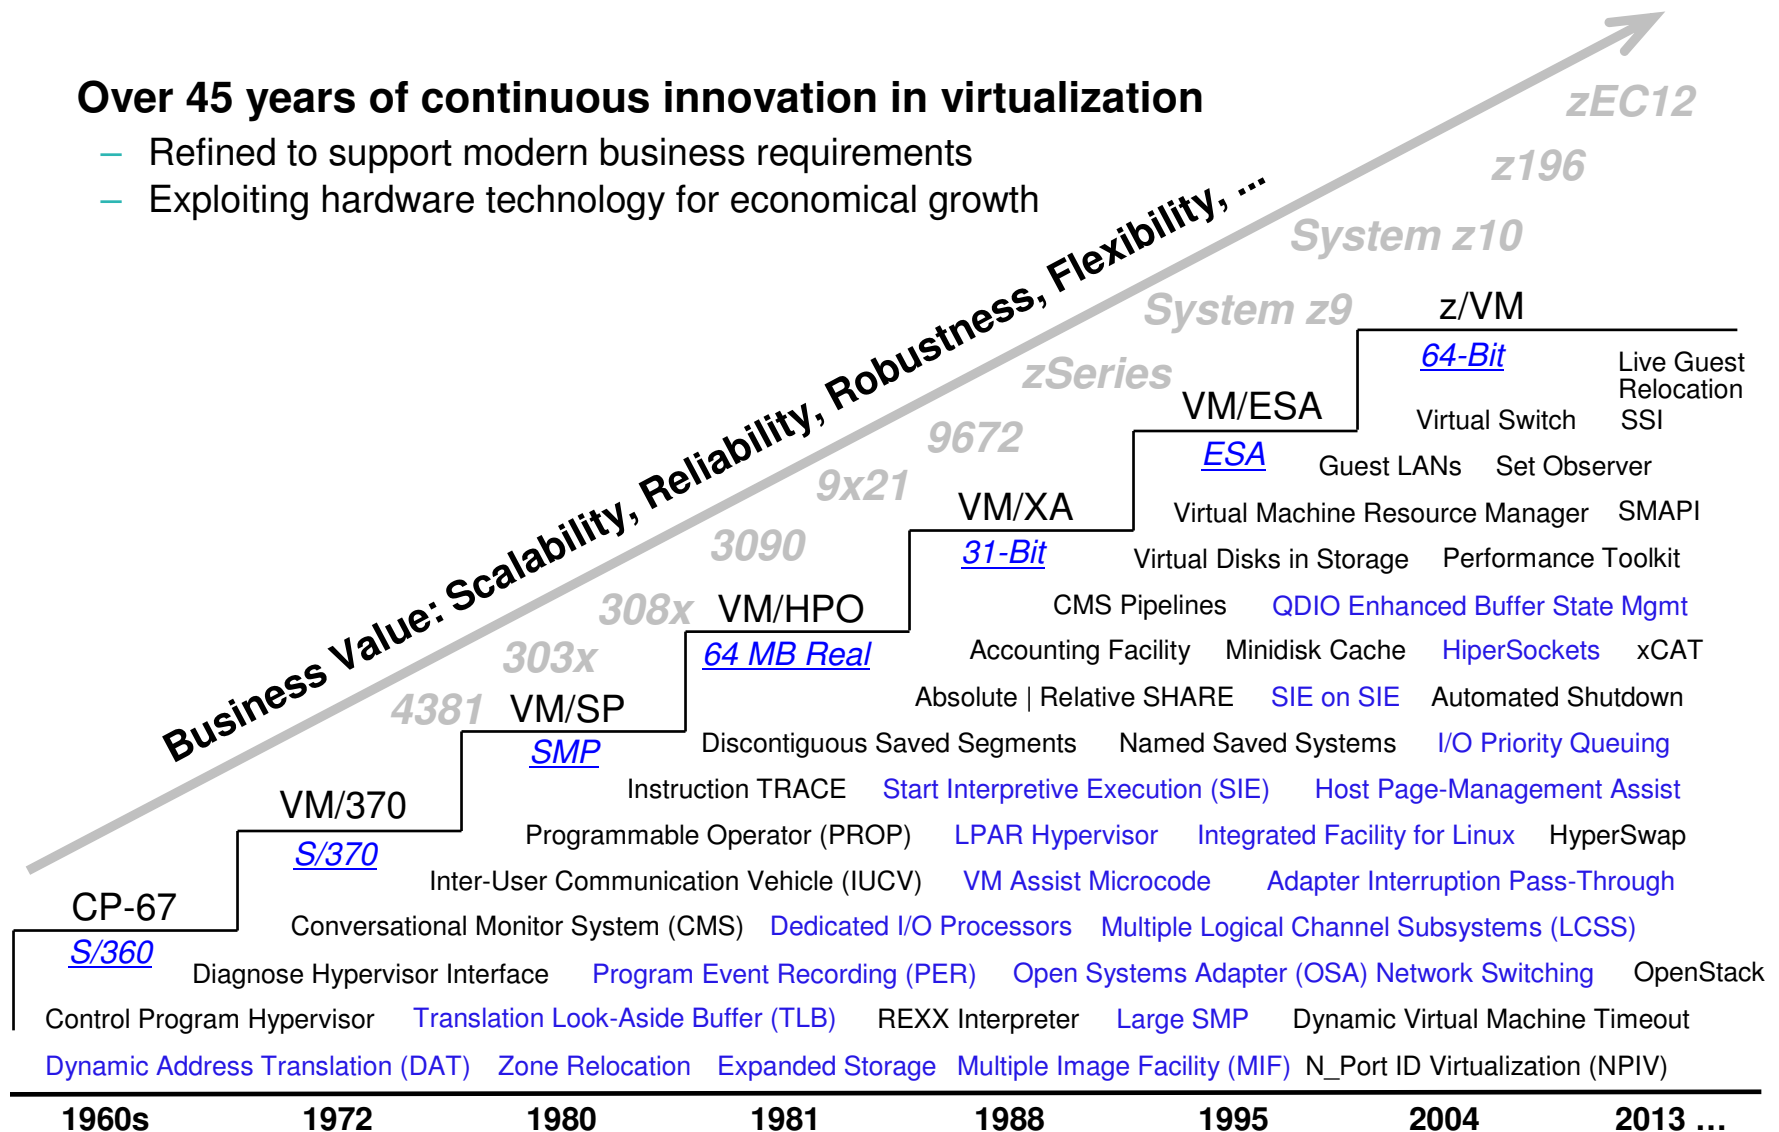 Over 45 years of continuous innovation in virtualization
– Refined to support modern business requirements
– Exploiting hardware technology for economical growth
Business Value: Scalability, Reliability, Robustness, Flexibility, ...
zEC12
z196
System z10
System z9
zSeries
9672
9x21
3090
308x
303x
4381
z/VM
64-Bit
Live Guest
Relocation
VM/ESA
Virtual Switch SSI
ESA
Guest LANs Set Observer
VM/XA
Virtual Machine Resource Manager SMAPI
31-Bit
Virtual Disks in Storage Performance Toolkit
VM/HPO
CMS Pipelines QDIO Enhanced Buffer State Mgmt
64 MB Real
Accounting Facility Minidisk Cache HiperSockets xCAT
VM/SP
Absolute | Relative SHARE SIE on SIE Automated Shutdown
SMP
Discontiguous Saved Segments Named Saved Systems I/O Priority Queuing
VM/370
Instruction TRACE Start Interpretive Execution (SIE) Host Page-Management Assist
S/370
Programmable Operator (PROP) LPAR Hypervisor Integrated Facility for Linux HyperSwap
Inter-User Communication Vehicle (IUCV) VM Assist Microcode Adapter Interruption Pass-Through
CP-67
Conversational Monitor System (CMS) Dedicated I/O Processors Multiple Logical Channel Subsystems (LCSS)
S/360
Diagnose Hypervisor Interface Program Event Recording (PER) Open Systems Adapter (OSA) Network Switching OpenStack
Control Program Hypervisor Translation Look-Aside Buffer (TLB) REXX Interpreter Large SMP Dynamic Virtual Machine Timeout
Dynamic Address Translation (DAT) Zone Relocation Expanded Storage Multiple Image Facility (MIF) N_Port ID Virtualization (NPIV)
1960s 1972 1980 1981 1988 1995 2004 2013 ...